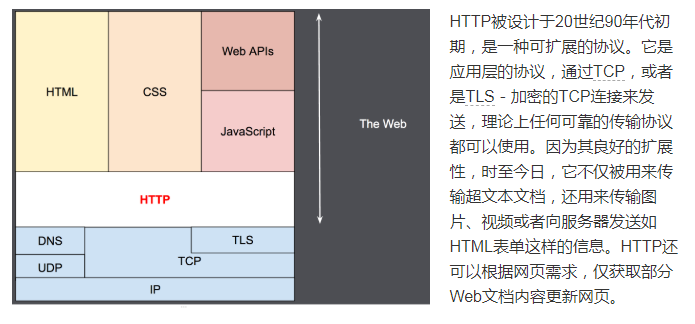 HTML
CSS
Web APIs
JavaScript
The Web
HTTP
DNS
UDP
TLS
TCP
IP
HTTP被设计于20世纪90年代初
期，是一种可扩展的协议。它是
应用层的协议，通过TCP，或者
是TLS－加密的TCP连接来发
送，理论上任何可靠的传输协议
都可以使用。因为其良好的扩展
性，时至今日，它不仅被用来传
输超文本文档，还用来传输图
片、视频或者向服务器发送如
HTML表单这样的信息。HTTP还
可以根据网页需求，仅获取部分
Web文档内容更新网页。